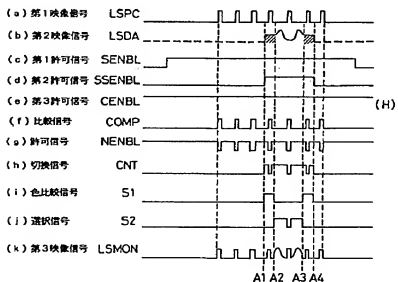 (a) 第1映像信号 LSPC
(b) 第2映像信号 LSDA
(c) 第1許可信号 SENBL
(d) 第2許可信号 SSENBL
(e) 第3許可信号 CENBL
(H)
(f) 比較信号 COMP
(g) 許可信号 NENBL
(h) 切換信号 CNT
(i) 色比較信号 S1
(j) 選択信号 S2
(k) 第3映像信号 LSMON
A1 A2 A3 A4